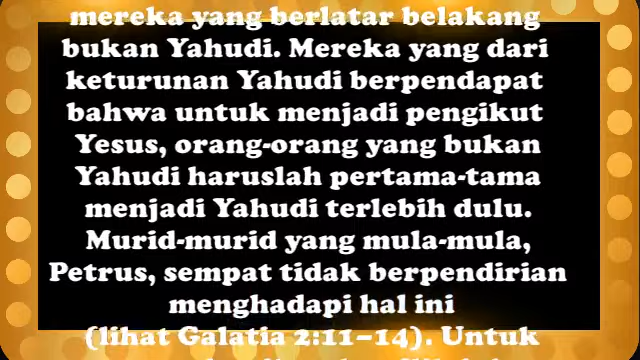 mereka yang berlatar belakang
bukan Yahudi. Mereka yang dari
keturunan Yahudi berpendapat
bahwa untuk menjadi pengikut
Yesus, orang-orang yang bukan
Yahudi haruslah pertama-tama
menjadi Yahudi terlebih dulu.
Murid-murid yang mula-mula,
Petrus, sempat tidak berpendirian
menghadapi hal ini
(lihat Galatia 2:11–14). Untuk